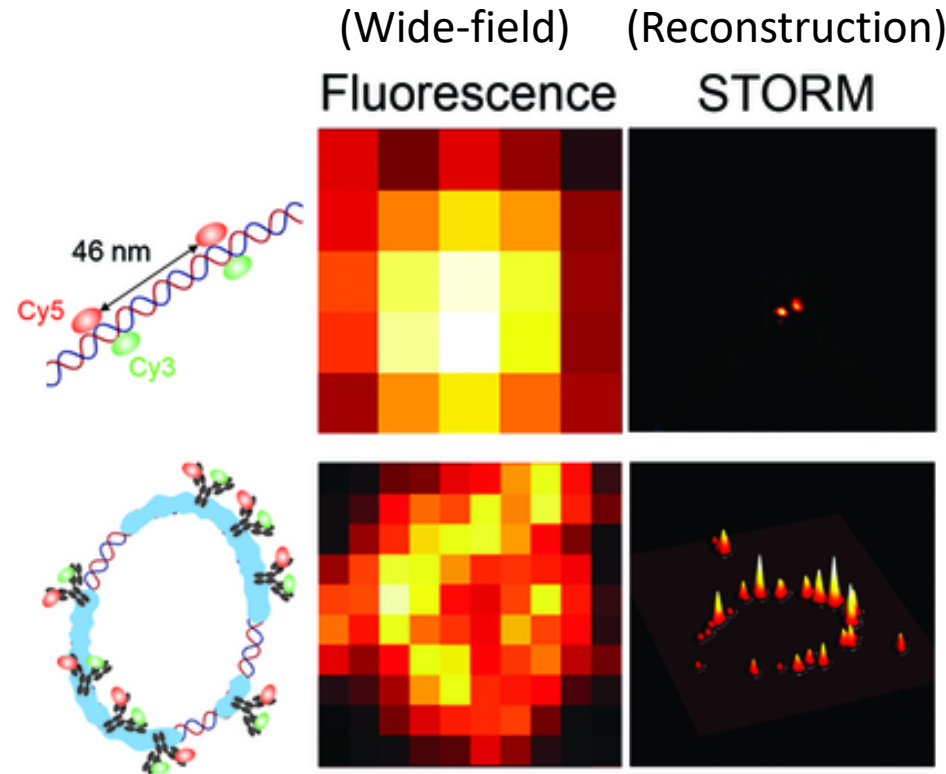 (Wide-field) (Reconstruction)
Fluorescence STORM
46 nm
Cy5
Cy3